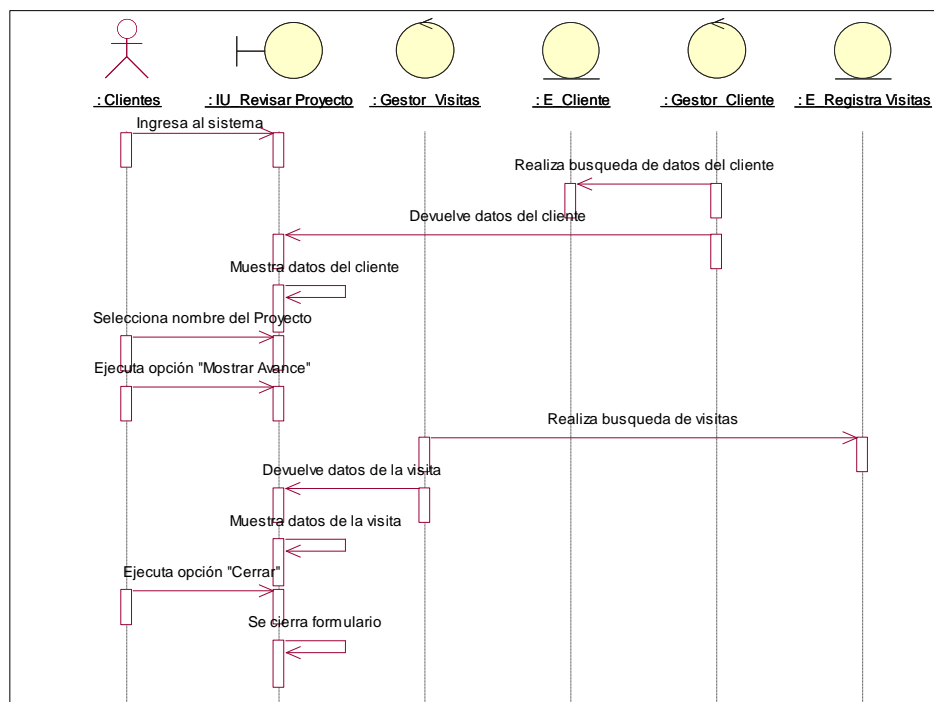 : Clientes
: IU_Revisar Proyecto
: Gestor_Visitas
: E_Cliente
: Gestor_Cliente
: E_Registra Visitas
Ingresa al sistema
Realiza busqueda de datos del cliente
Devuelve datos del cliente
Muestra datos del cliente
Selecciona nombre del Proyecto
Ejecuta opción "Mostrar Avance"
Realiza busqueda de visitas
Devuelve datos de la visita
Muestra datos de la visita
Ejecuta opción "Cerrar"
Se cierra formulario